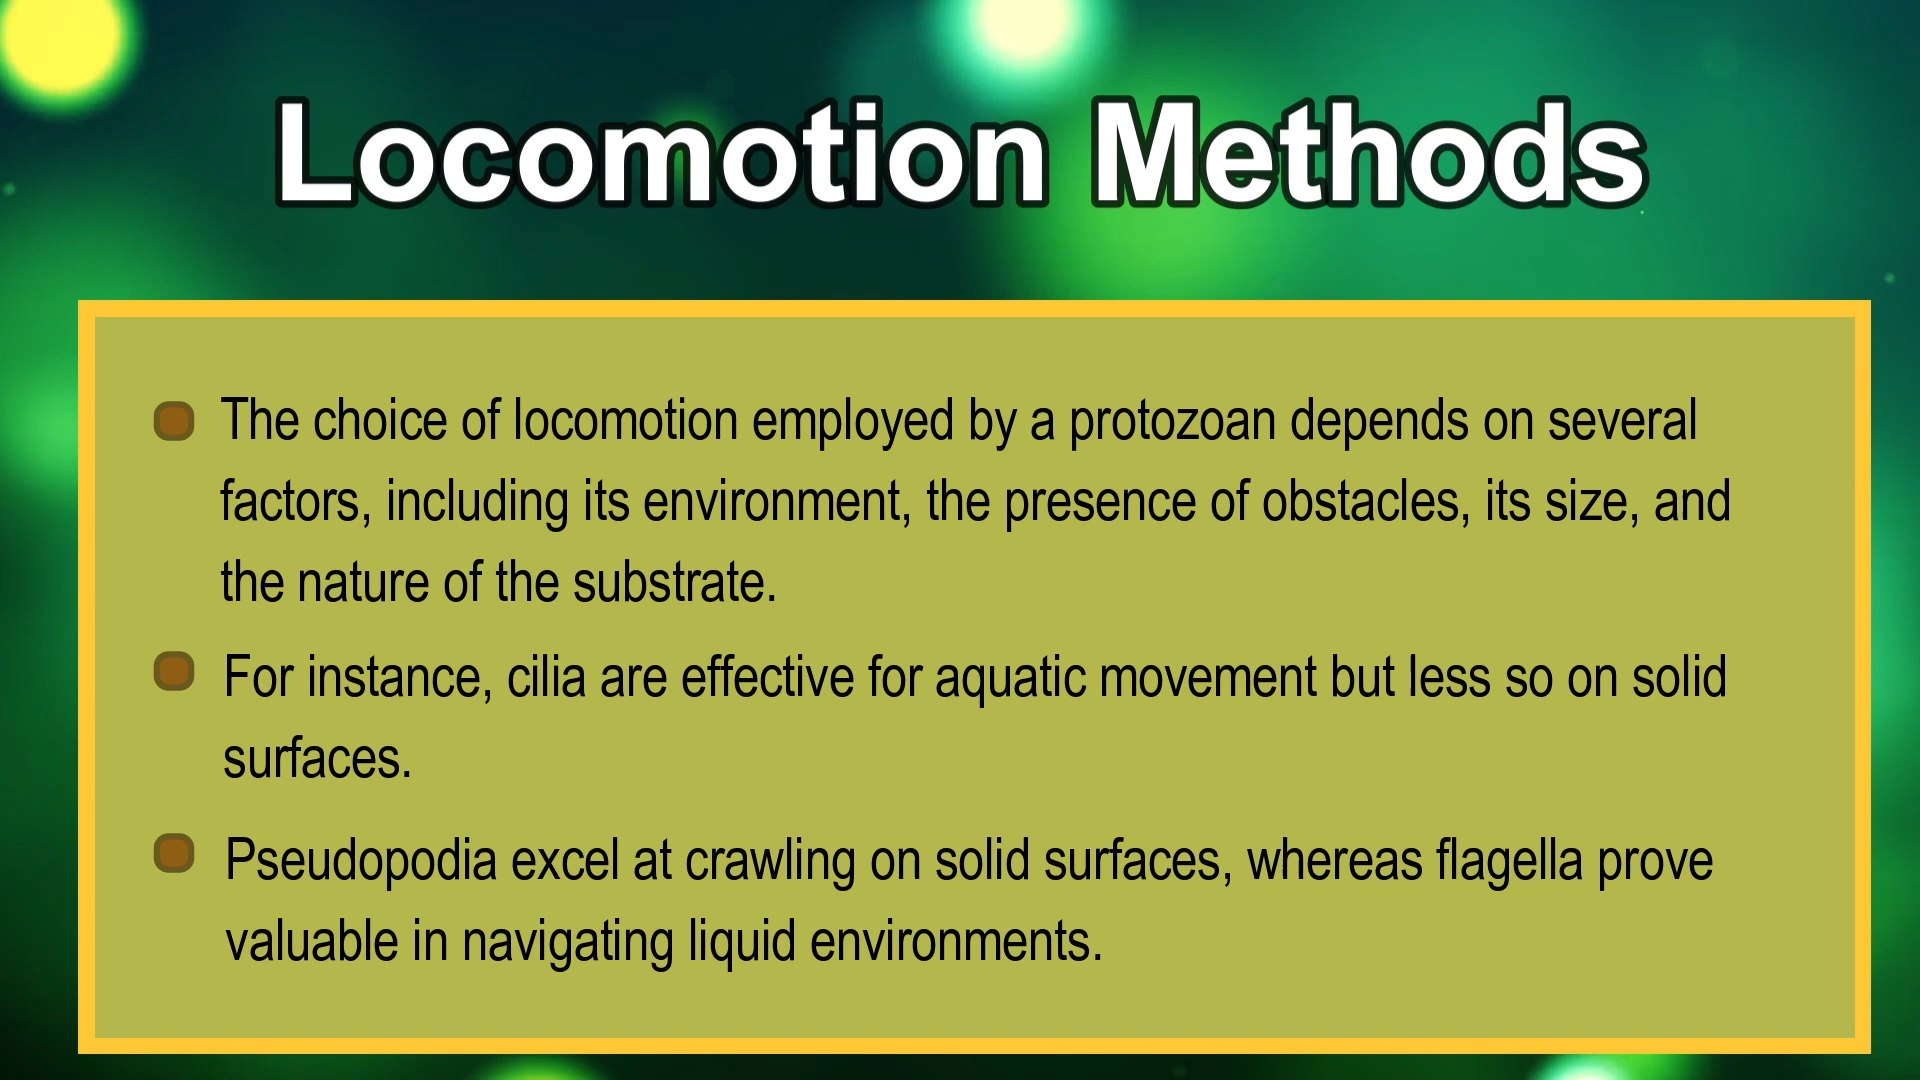 Locomotion Methods
The choice of locomotion employed by a protozoan depends on several
factors, including its environment, the presence of obstacles, its size, and
the nature of the substrate.
For instance, cilia are effective for aquatic movement but less so on solid
surfaces.
Pseudopodia excel at crawling on solid surfaces, whereas flagella prove
valuable in navigating liquid environments.